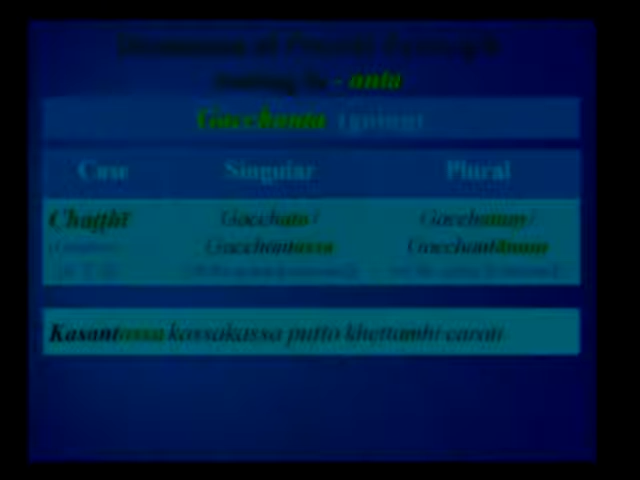 Declension of Present Participle
ending in - anta
Gacchanta (going)
Case Singular Plural
Chaṭṭhī Gacchato / Gacchataṃ /
Gacchantassa Gacchantānaṃ
Kasantassa kassakassa putto khettamhi carati